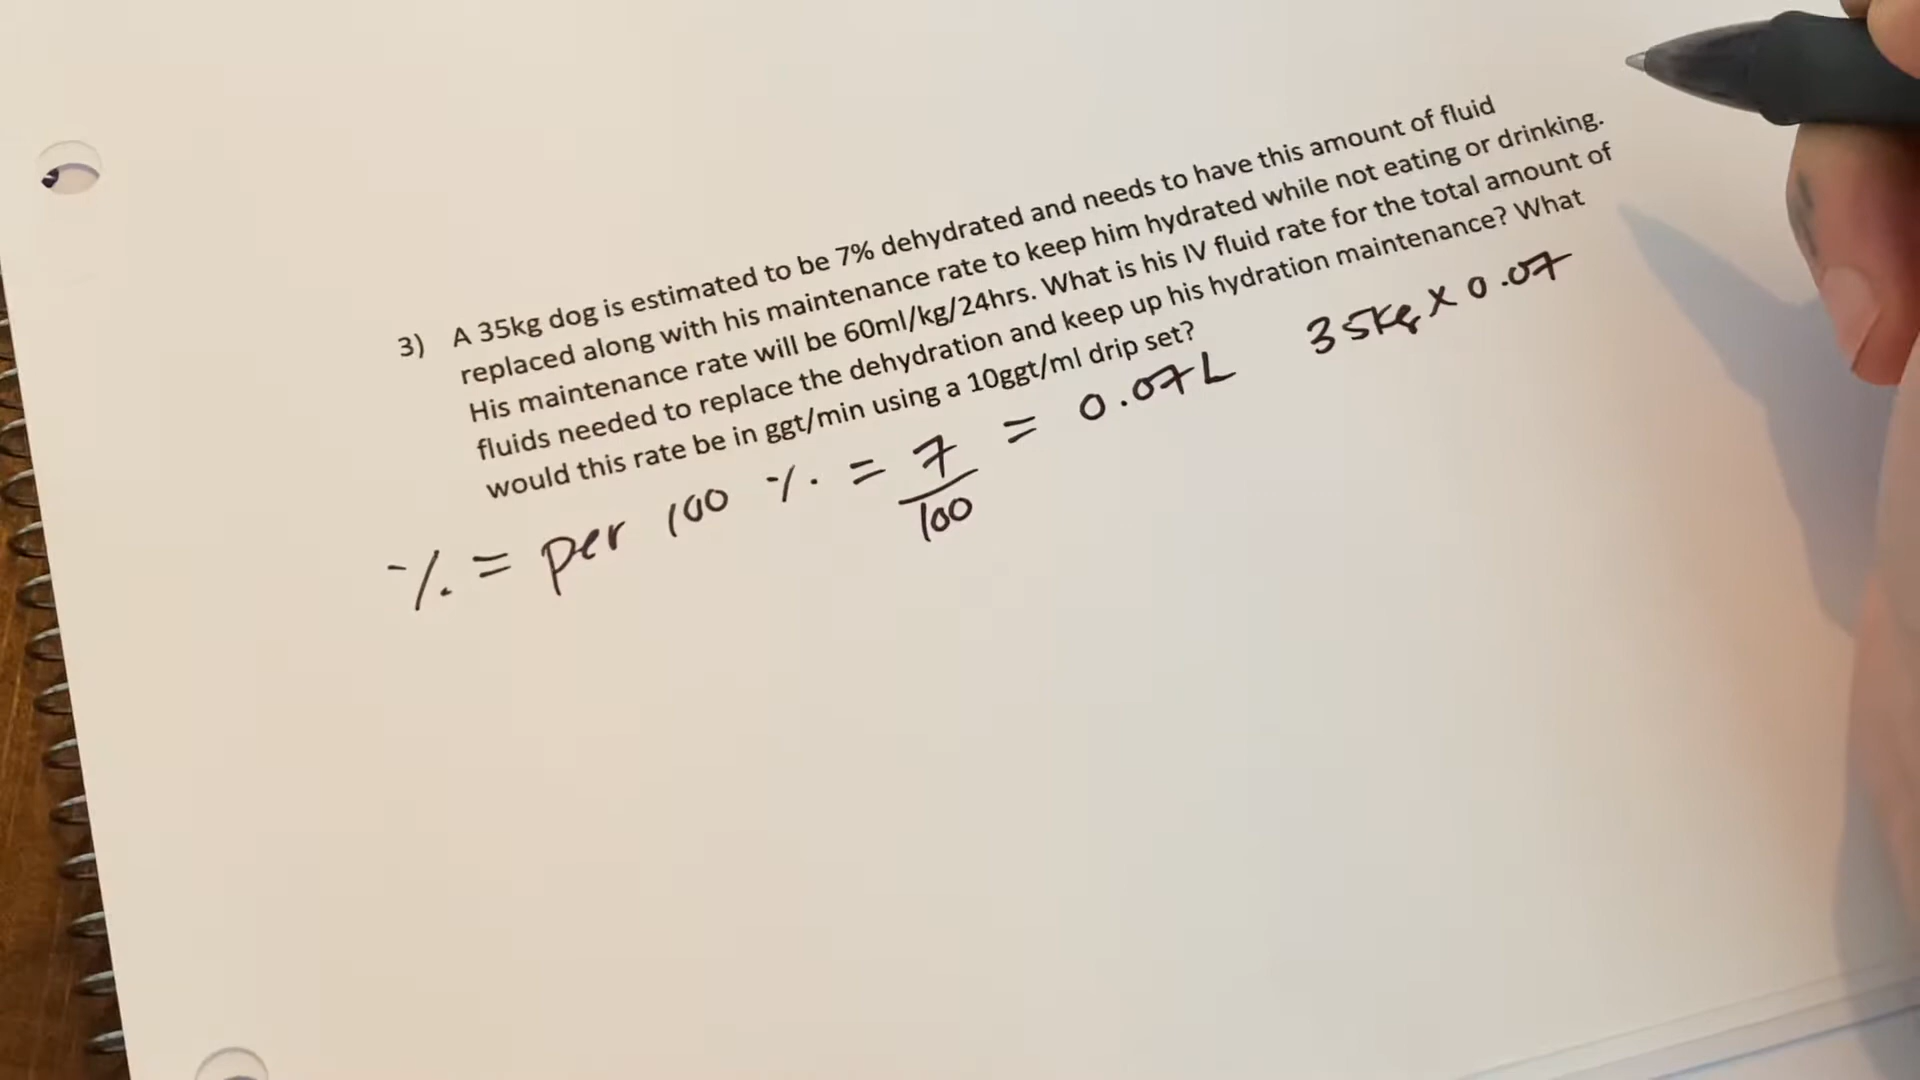 3) A 35kg dog is estimated to be 7% dehydrated and needs to have this amount of fluid
replaced along with his maintenance rate to keep him hydrated while not eating or drinking.
His maintenance rate will be 60ml/kg/24hrs. What is his IV fluid rate for the total amount of
fluids needed to replace the dehydration and keep up his hydration maintenance? What
would this rate be in ggt/min using a 10ggt/ml drip set?
% = per 100 % = 7/100 = 0.07L 35kg x 0.07